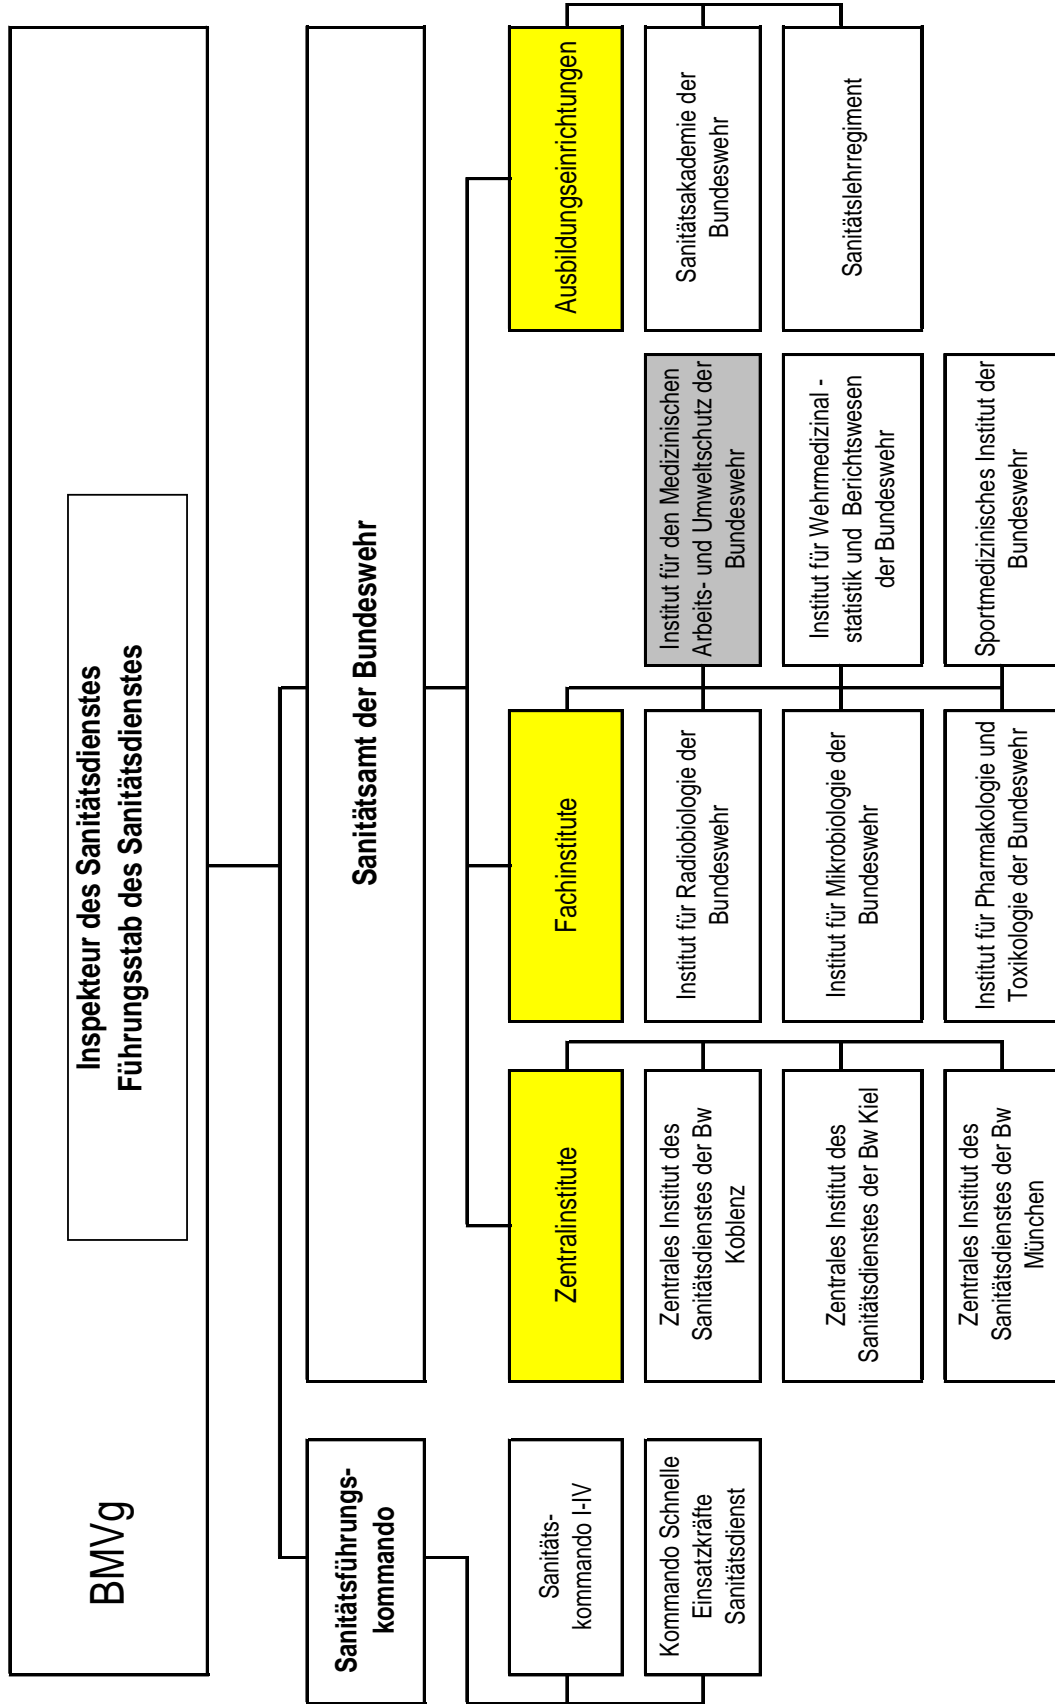 BMVg
Inspekteur des Sanitätsdienstes
Führungsstab des Sanitätsdienstes
Sanitätsführungs-
kommando
Sanitätsamt der Bundeswehr
Sanitäts-
kommando I-IV
Kommando Schnelle
Einsatzkräfte
Sanitätsdienst
Zentralinstitute
Zentrales Institut des
Sanitätsdienstes der Bw
Koblenz
Zentrales Institut des
Sanitätsdienstes der Bw Kiel
Zentrales Institut des
Sanitätsdienstes der Bw
München
Fachinstitute
Institut für Radiobiologie der
Bundeswehr
Institut für Mikrobiologie der
Bundeswehr
Institut für Pharmakologie und
Toxikologie der Bundeswehr
Institut für den Medizinischen
Arbeits- und Umweltschutz der
Bundeswehr
Institut für Wehrmedizinal -
statistik und Berichtswesen
der Bundeswehr
Sportmedizinisches Institut der
Bundeswehr
Ausbildungseinrichtungen
Sanitätsakademie der
Bundeswehr
Sanitätslehrregiment